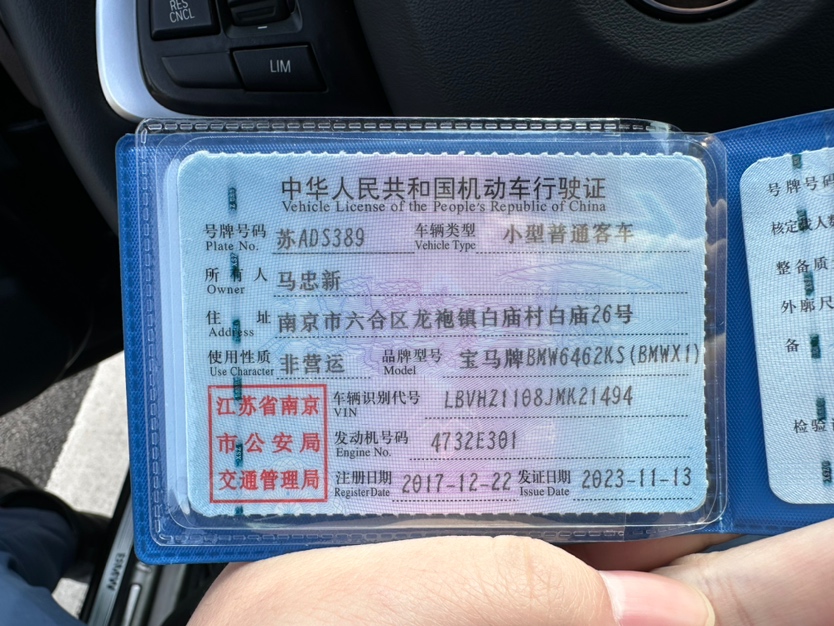 RES
CNCL
LIM
中华人民共和国机动车行驶证
Vehicle License of the People's Republic of China
号牌号码 苏ADS389 车辆类型 小型普通客车
Plate No. Vehicle Type
所有人 马忠新
Owner
住址 南京市六合区龙袍镇白庙村白庙26号
Address
使用性质 非营运 品牌型号 宝马牌BMW6462KS(BMWX1)
Use Character Model
江苏省南京
市公安局
交通管理局
车辆识别代号 LBVHZ1108JMK21494
VIN
发动机号码 4732E301
Engine No.
注册日期 2017-12-22 发证日期 2023-11-13
Register Date Issue Date
号牌号码
核定载人数
整备质
外廓尺
备
检验